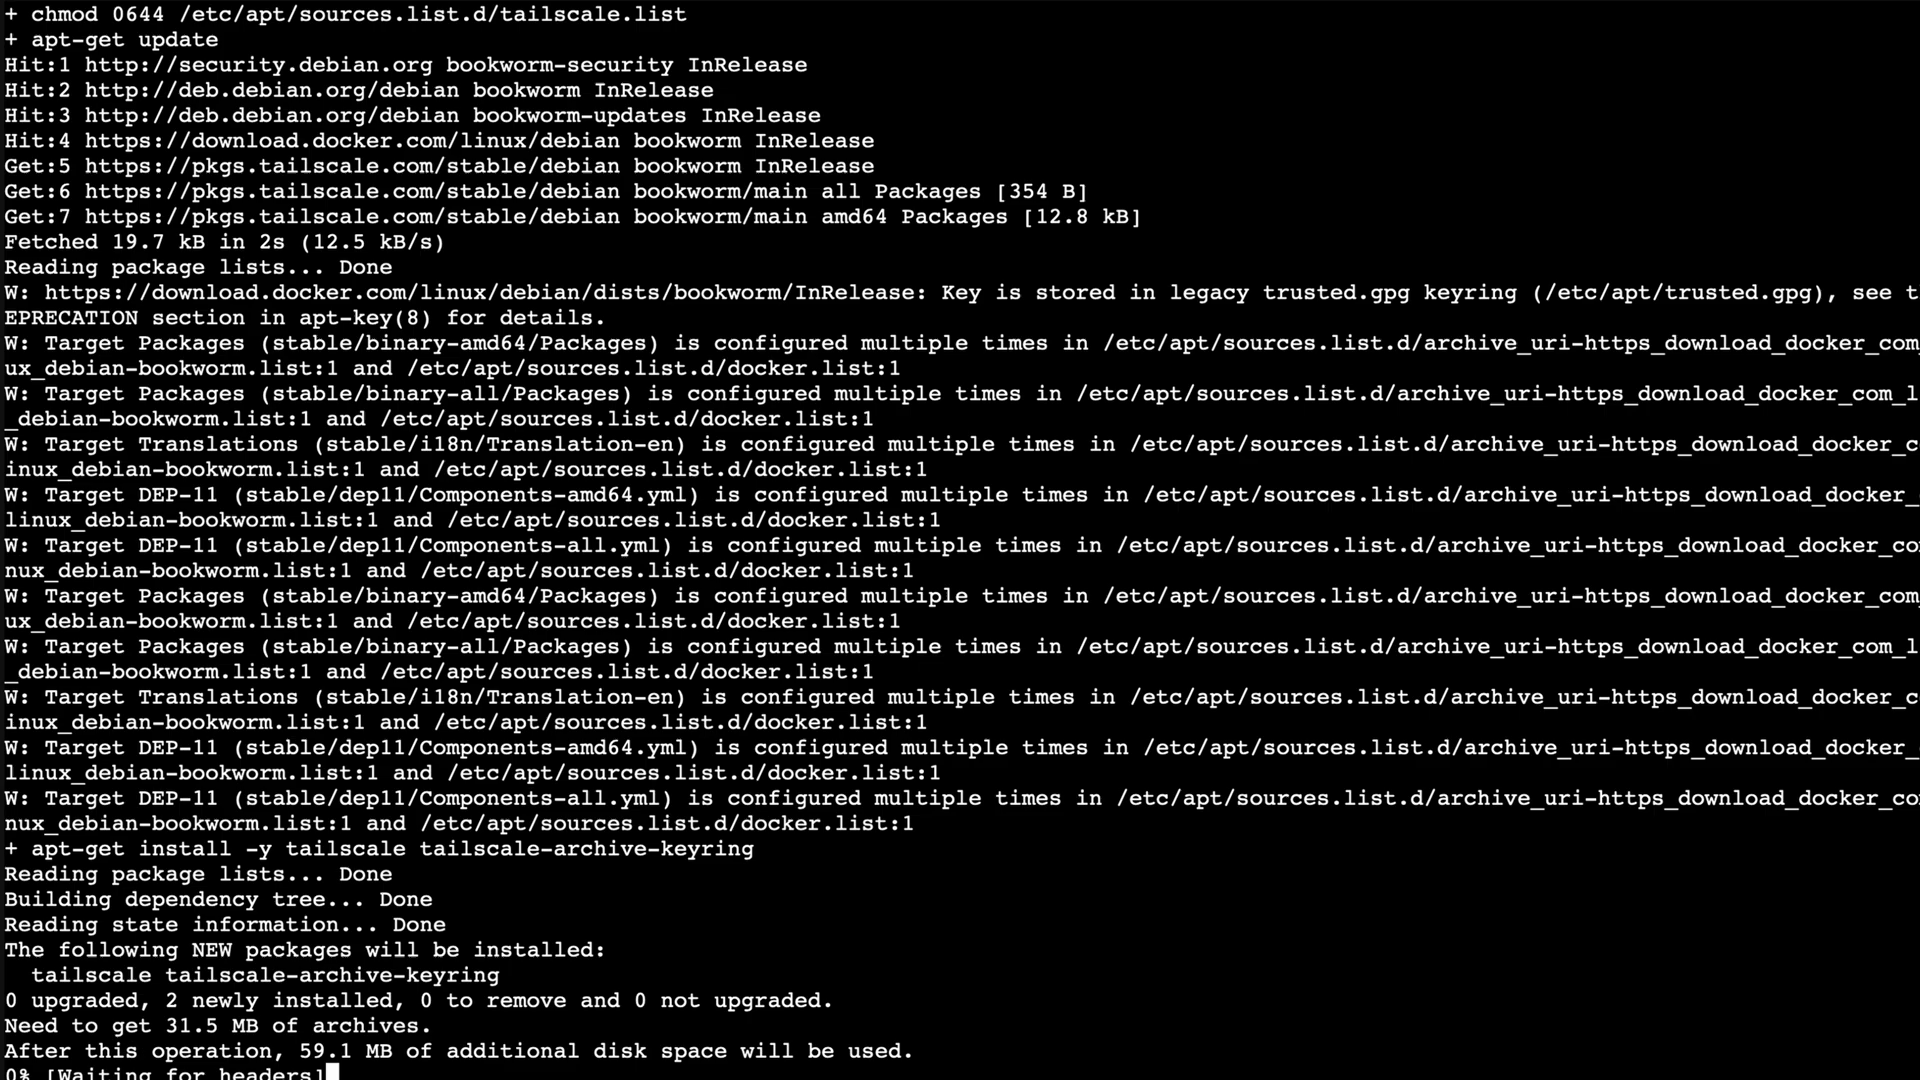 + chmod 0644 /etc/apt/sources.list.d/tailscale.list
+ apt-get update
Hit:1 http://security.debian.org bookworm-security InRelease
Hit:2 http://deb.debian.org/debian bookworm InRelease
Hit:3 http://deb.debian.org/debian bookworm-updates InRelease
Hit:4 https://download.docker.com/linux/debian bookworm InRelease
Get:5 https://pkgs.tailscale.com/stable/debian bookworm InRelease
Get:6 https://pkgs.tailscale.com/stable/debian bookworm/main all Packages [354 B]
Get:7 https://pkgs.tailscale.com/stable/debian bookworm/main amd64 Packages [12.8 kB]
Fetched 19.7 kB in 2s (12.5 kB/s)
Reading package lists... Done
W: https://download.docker.com/linux/debian/dists/bookworm/InRelease: Key is stored in legacy trusted.gpg keyring (/etc/apt/trusted.gpg), see t
EPRECATION section in apt-key(8) for details.
W: Target Packages (stable/binary-amd64/Packages) is configured multiple times in /etc/apt/sources.list.d/archive_uri-https_download_docker_com_
ux_debian-bookworm.list:1 and /etc/apt/sources.list.d/docker.list:1
W: Target Packages (stable/binary-all/Packages) is configured multiple times in /etc/apt/sources.list.d/archive_uri-https_download_docker_com_l
_debian-bookworm.list:1 and /etc/apt/sources.list.d/docker.list:1
W: Target Translations (stable/i18n/Translation-en) is configured multiple times in /etc/apt/sources.list.d/archive_uri-https_download_docker_c
inux_debian-bookworm.list:1 and /etc/apt/sources.list.d/docker.list:1
W: Target DEP-11 (stable/dep11/Components-amd64.yml) is configured multiple times in /etc/apt/sources.list.d/archive_uri-https_download_docker_
linux_debian-bookworm.list:1 and /etc/apt/sources.list.d/docker.list:1
W: Target DEP-11 (stable/dep11/Components-all.yml) is configured multiple times in /etc/apt/sources.list.d/archive_uri-https_download_docker_co
nux_debian-bookworm.list:1 and /etc/apt/sources.list.d/docker.list:1
W: Target Packages (stable/binary-amd64/Packages) is configured multiple times in /etc/apt/sources.list.d/archive_uri-https_download_docker_com_
ux_debian-bookworm.list:1 and /etc/apt/sources.list.d/docker.list:1
W: Target Packages (stable/binary-all/Packages) is configured multiple times in /etc/apt/sources.list.d/archive_uri-https_download_docker_com_l
_debian-bookworm.list:1 and /etc/apt/sources.list.d/docker.list:1
W: Target Translations (stable/i18n/Translation-en) is configured multiple times in /etc/apt/sources.list.d/archive_uri-https_download_docker_c
inux_debian-bookworm.list:1 and /etc/apt/sources.list.d/docker.list:1
W: Target DEP-11 (stable/dep11/Components-amd64.yml) is configured multiple times in /etc/apt/sources.list.d/archive_uri-https_download_docker_
linux_debian-bookworm.list:1 and /etc/apt/sources.list.d/docker.list:1
W: Target DEP-11 (stable/dep11/Components-all.yml) is configured multiple times in /etc/apt/sources.list.d/archive_uri-https_download_docker_co
nux_debian-bookworm.list:1 and /etc/apt/sources.list.d/docker.list:1
+ apt-get install -y tailscale tailscale-archive-keyring
Reading package lists... Done
Building dependency tree... Done
Reading state information... Done
The following NEW packages will be installed:
  tailscale tailscale-archive-keyring
0 upgraded, 2 newly installed, 0 to remove and 0 not upgraded.
Need to get 31.5 MB of archives.
After this operation, 59.1 MB of additional disk space will be used.
0% [Waiting for headers]